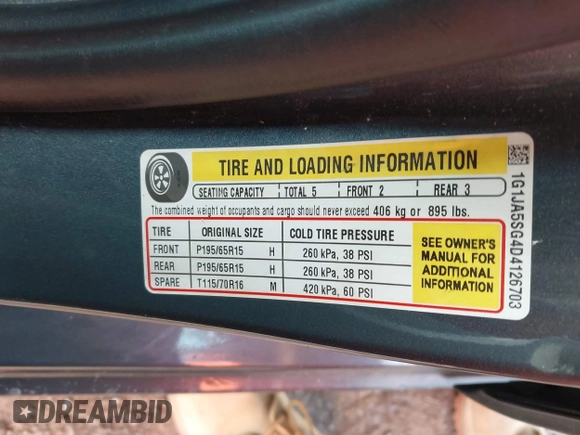 TIRE AND LOADING INFORMATION
SEATING CAPACITY TOTAL 5 FRONT 2 REAR 3
The combined weight of occupants and cargo should never exceed 406 kg or 895 lbs.
TIRE ORIGINAL SIZE COLD TIRE PRESSURE
FRONT P195/65R15 H 260 kPa, 38 PSI
REAR P195/65R15 H 260 kPa, 38 PSI
SPARE T115/70R16 M 420 kPa, 60 PSI
SEE OWNER'S
MANUAL FOR
ADDITIONAL
INFORMATION
1G1JA5SG4D4126703
DREAMBID